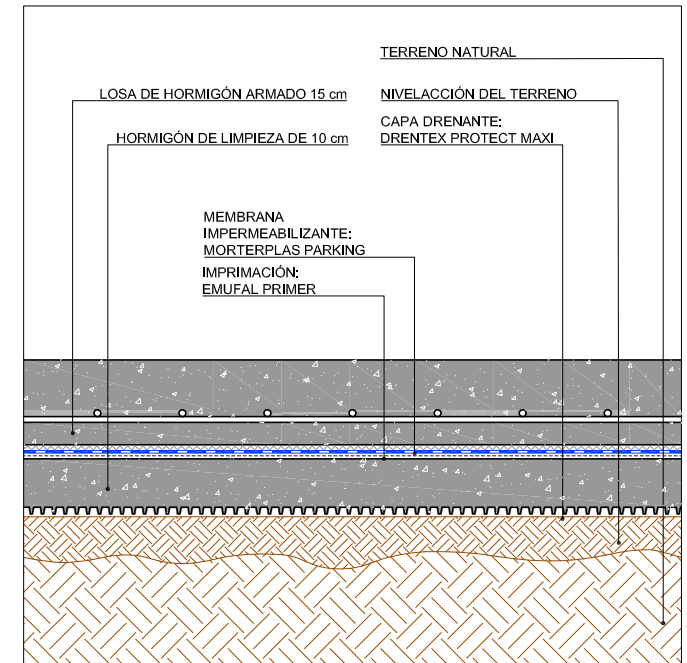 TERRENO NATURAL
LOSA DE HORMIGÓN ARMADO 15 cm
NIVELACCIÓN DEL TERRENO
CAPA DRENANTE:
DRENTEX PROTECT MAXI
HORMIGÓN DE LIMPIEZA DE 10 cm
MEMBRANA
IMPERMEABILIZANTE:
MORTERPLAS PARKING
IMPRIMACIÓN:
EMUFAL PRIMER